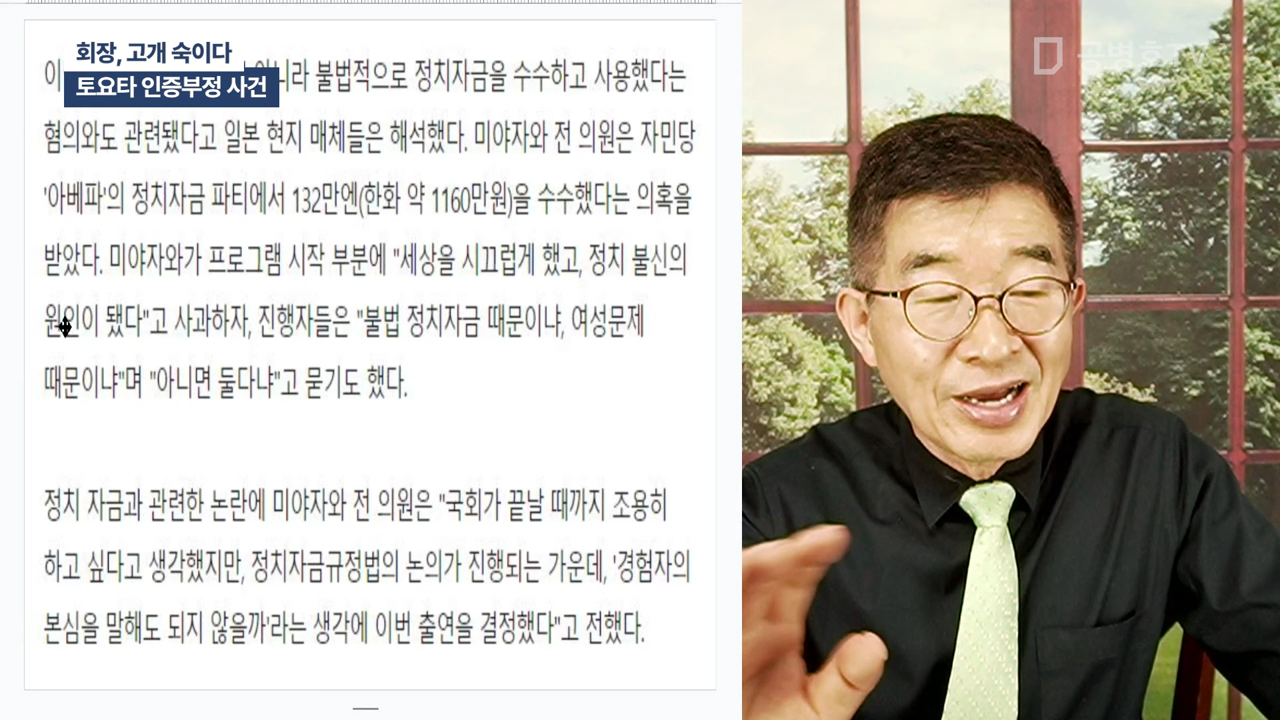 회장, 고개 숙이다
토요타 인증부정 사건
이 아니라 불법적으로 정치자금을 수수하고 사용했다는
혐의와도 관련됐다고 일본 현지 매체들은 해석했다. 미야자와 전 의원은 자민당
'아베파'의 정치자금 파티에서 132만엔(한화 약 1160만원)을 수수했다는 의혹을
받았다. 미야자와가 프로그램 시작 부분에 "세상을 시끄럽게 했고, 정치 불신의
원인이 됐다"고 사과하자, 진행자들은 "불법 정치자금 때문이냐, 여성문제
때문이냐"며 "아니면 둘다냐"고 묻기도 했다.
정치 자금과 관련한 논란에 미야자와 전 의원은 "국회가 끝날 때까지 조용히
하고 싶다고 생각했지만, 정치자금규정법의 논의가 진행되는 가운데, '경험자의
본심을 말해도 되지 않을까'라는 생각에 이번 출연을 결정했다"고 전했다.
공병호TV